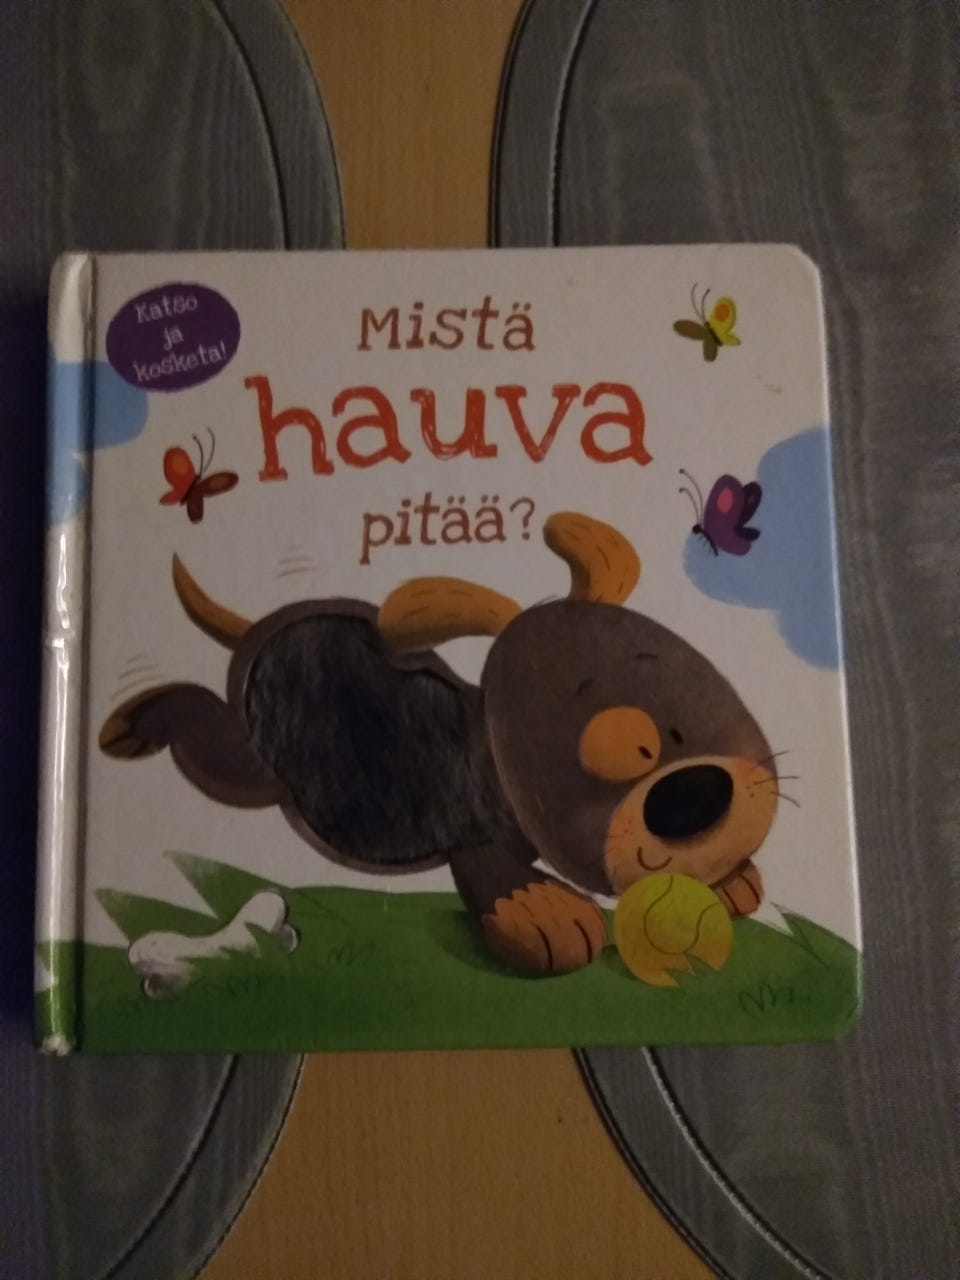 Katso
ja
kosketa!
Mistä
hauva
pitää?